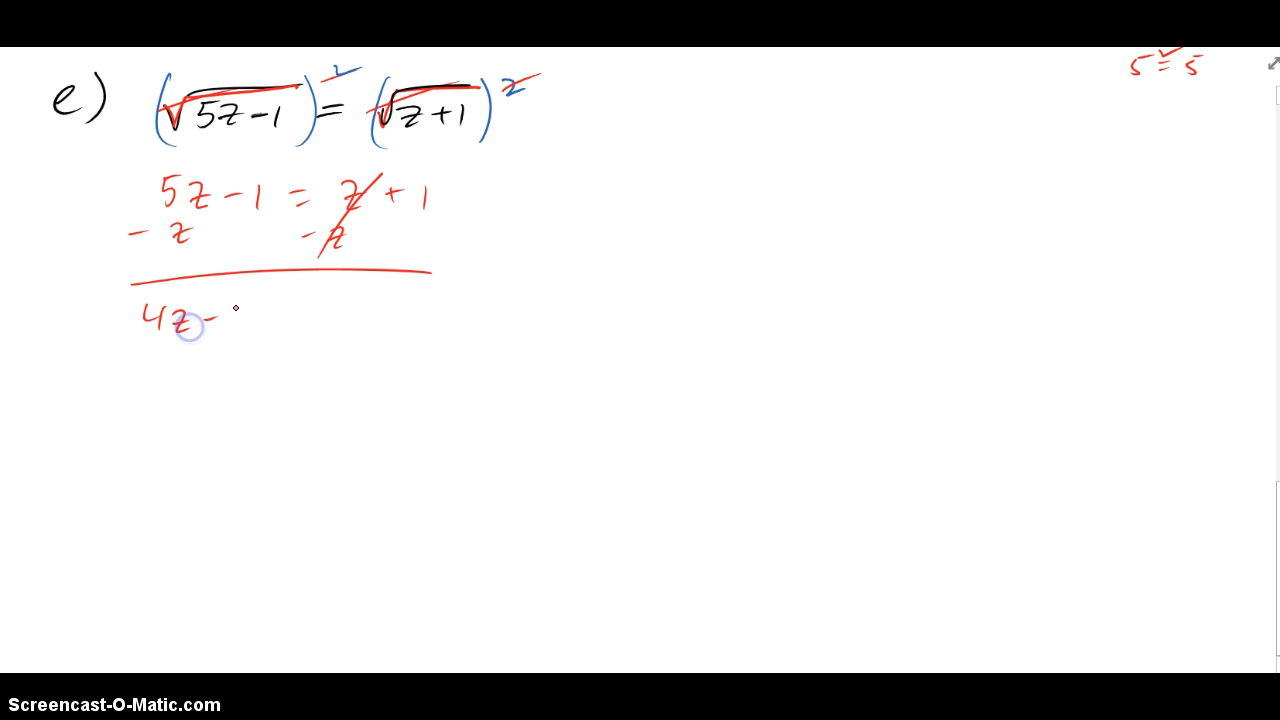 5 = 5
e) (√5z-1)² = (√z+1)²
5z - 1 = z + 1
- z - z
4z -
Screencast-O-Matic.com